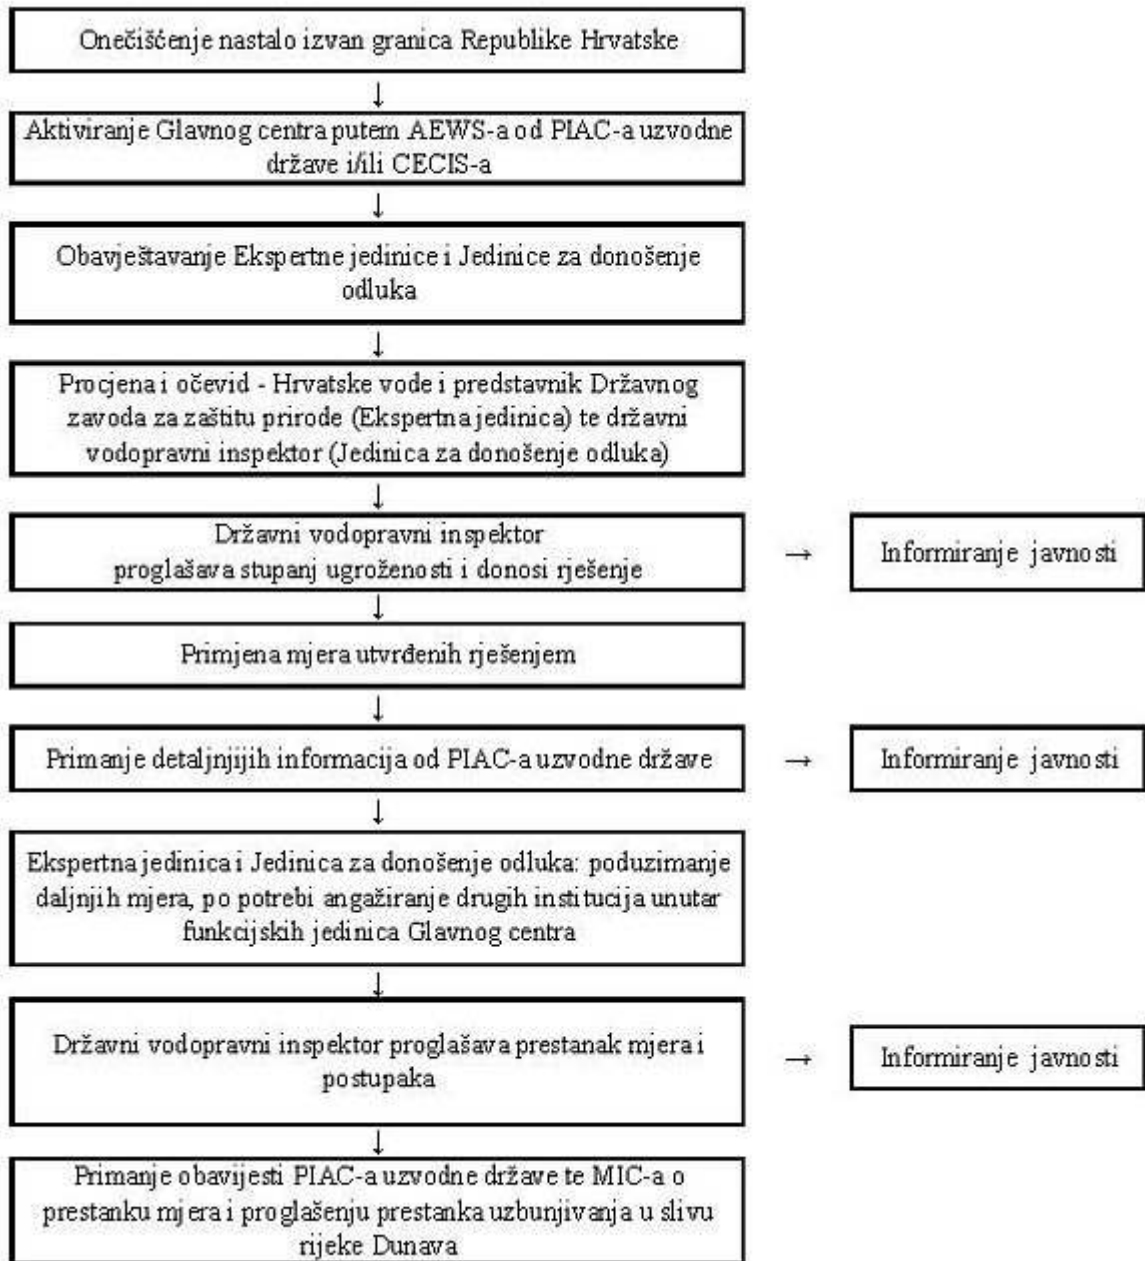 Onečišćenje nastalo izvan granica Republike Hrvatske
↓
Aktiviranje Glavnog centra putem AEWS-a od PIAC-a uzvodne
države i/ili CECIS-a
↓
Obavještavanje Ekspertne jedinice i Jedinice za donošenje
odluka
↓
Procjena i očevid - Hrvatske vode i predstavnik Državnog
zavoda za zaštitu prirode (Ekspertna jedinica) te državni
vodopravni inspektor (Jedinica za donošenje odluka)
↓
Državni vodopravni inspektor
proglašava stupanj ugroženosti i donosi rješenje
→
Informiranje javnosti
↓
Primjena mjera utvrđenih rješenjem
↓
Primanje detaljnjijih informacija od PIAC-a uzvodne države
→
Informiranje javnosti
↓
Ekspertna jedinica i Jedinica za donošenje odluka: poduzimanje
daljnjih mjera, po potrebi angažiranje drugih institucija unutar
funkcijskih jedinica Glavnog centra
↓
Državni vodopravni inspektor proglašava prestanak mjera i
postupaka
→
Informiranje javnosti
↓
Primanje obavijesti PIAC-a uzvodne države te MIC-a o
prestanku mjera i proglašenju prestanka uzbunjivanja u slivu
rijeke Dunava